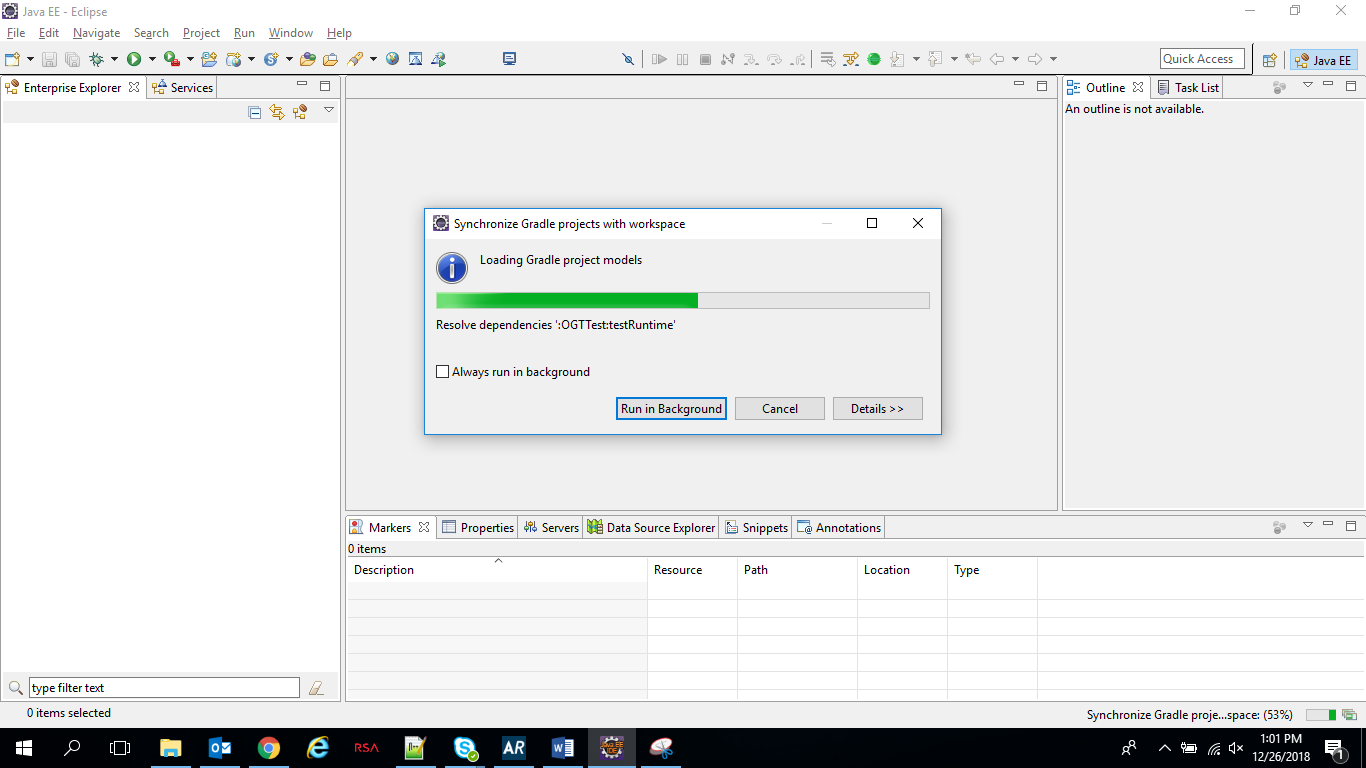 Java EE - Eclipse
File Edit Navigate Search Project Run Window Help
Quick Access
Java EE
Enterprise Explorer
Services
Outline
Task List
An outline is not available.
Synchronize Gradle projects with workspace
Loading Gradle project models
Resolve dependencies ':OGTTest:testRuntime'
Always run in background
Run in Background
Cancel
Details >>
Markers
Properties
Servers
Data Source Explorer
Snippets
Annotations
0 items
Description Resource Path Location Type
type filter text
0 items selected
Synchronize Gradle proje...space: (53%)
RSA
AR
Java EE
IDE
1:01 PM
12/26/2018
1